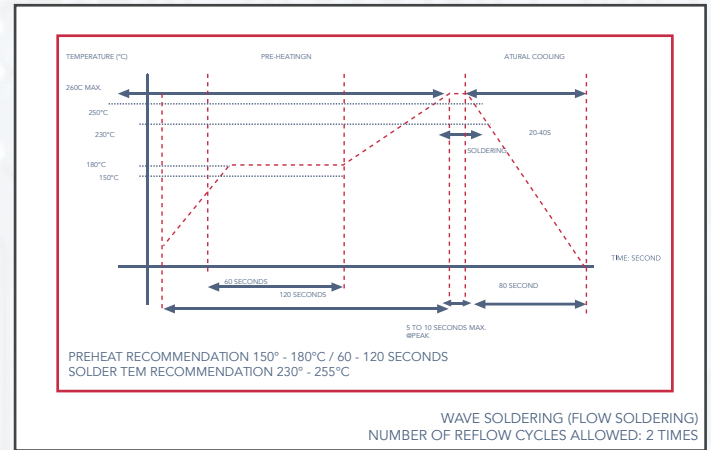 TEMPERATURE (°C)
PRE-HEATINGN
ATURAL COOLING
260C MAX.
250°C
230°C
20-40S
SOLDERING
180°C
150°C
TIME: SECOND
60 SECONDS
80 SECOND
120 SECONDS
5 TO 10 SECONDS MAX.
@PEAK
PREHEAT RECOMMENDATION 150° - 180°C / 60 - 120 SECONDS
SOLDER TEM RECOMMENDATION 230° - 255°C
WAVE SOLDERING (FLOW SOLDERING)
NUMBER OF REFLOW CYCLES ALLOWED: 2 TIMES